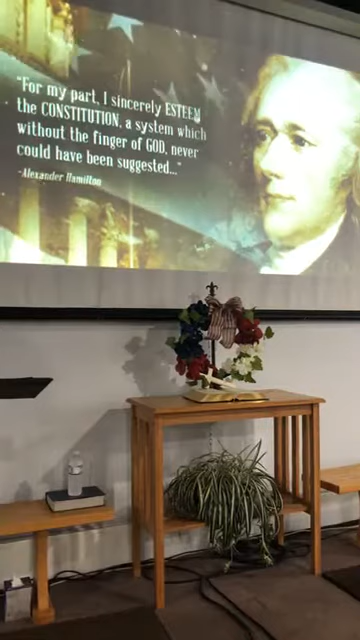 "For my part, I sincerely ESTEEM
the CONSTITUTION, a system which
without the finger of GOD, never
could have been suggested..."
-Alexander Hamilton